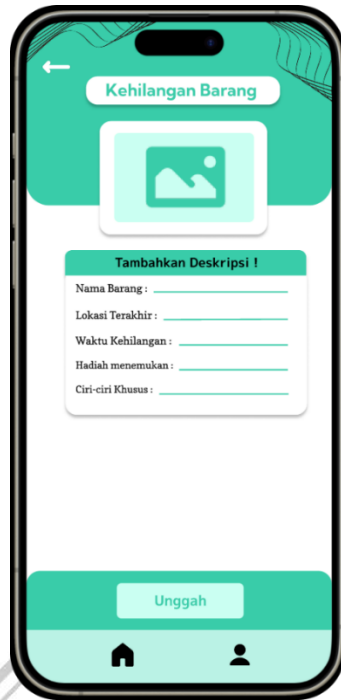 Kehilangan Barang
Tambahkan Deskripsi !
Nama Barang :
Lokasi Terakhir :
Waktu Kehilangan :
Hadiah menemukan :
Ciri-ciri Khusus :
Unggah